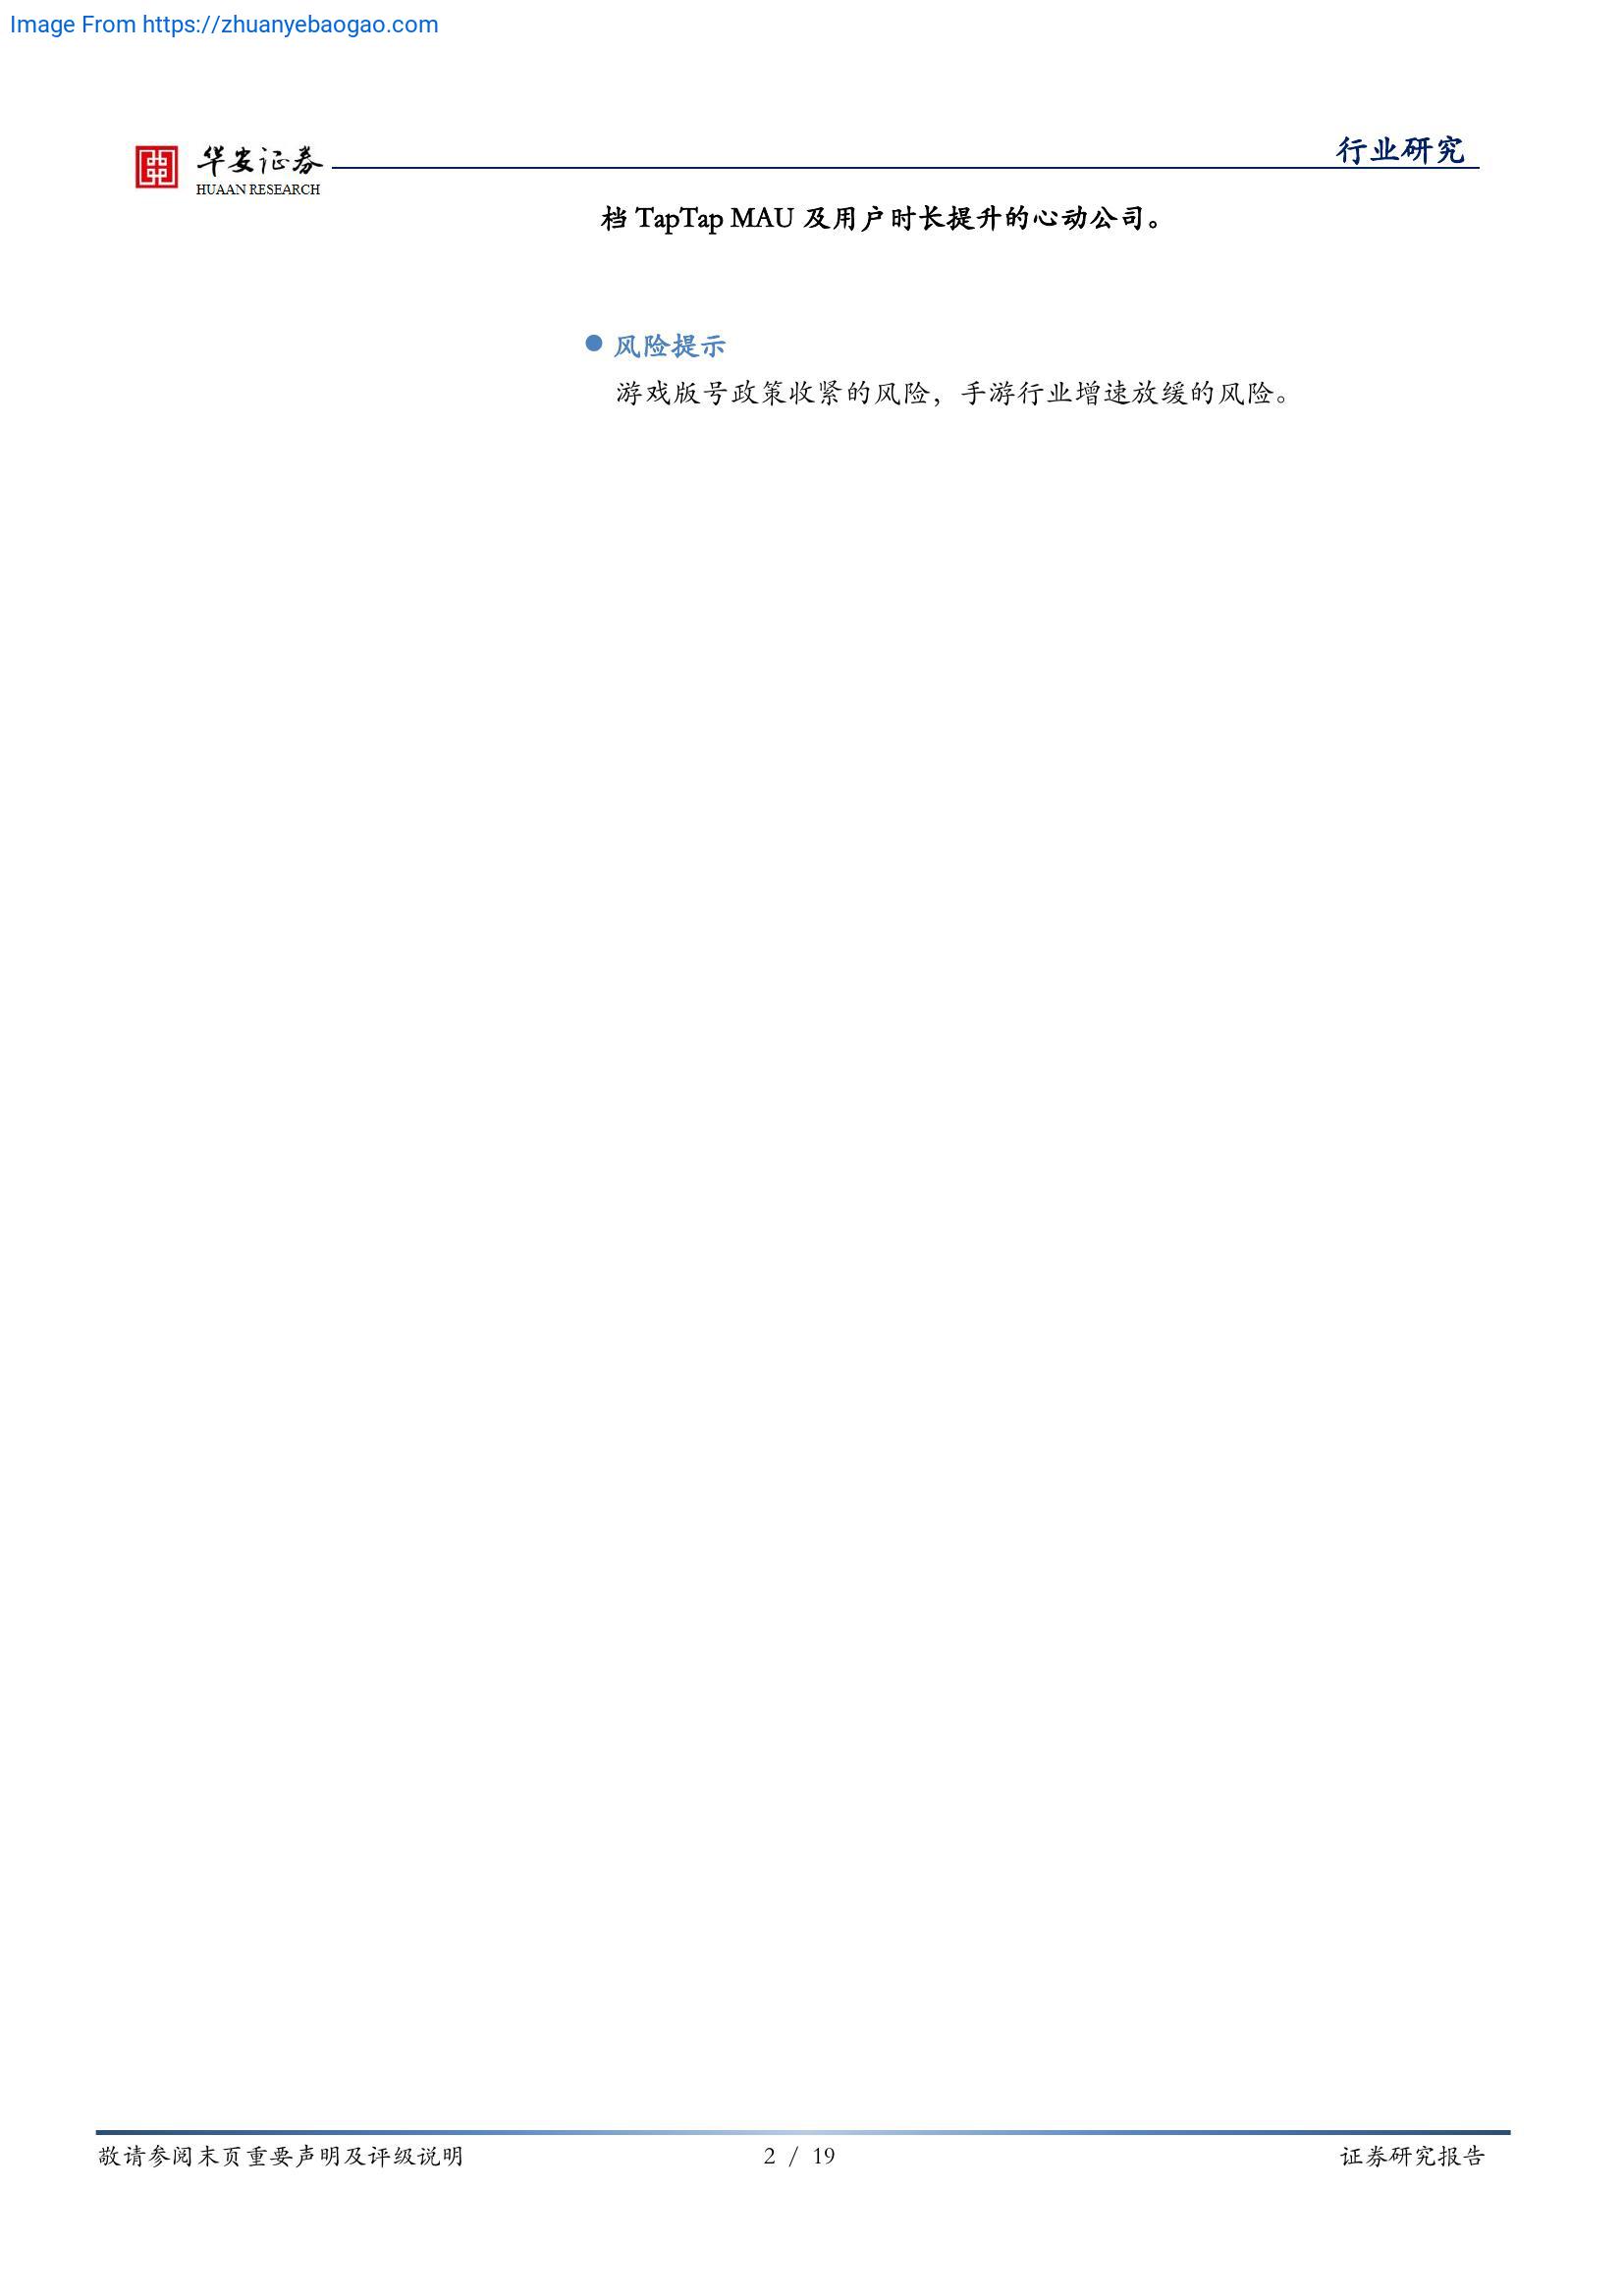 Image From https://zhuanyebaogao.com
华安证券
HUAAN RESEARCH
行业研究
档 TapTap MAU 及用户时长提升的心动公司。
风险提示
游戏版号政策收紧的风险，手游行业增速放缓的风险。
敬请参阅末页重要声明及评级说明
2 / 19
证券研究报告